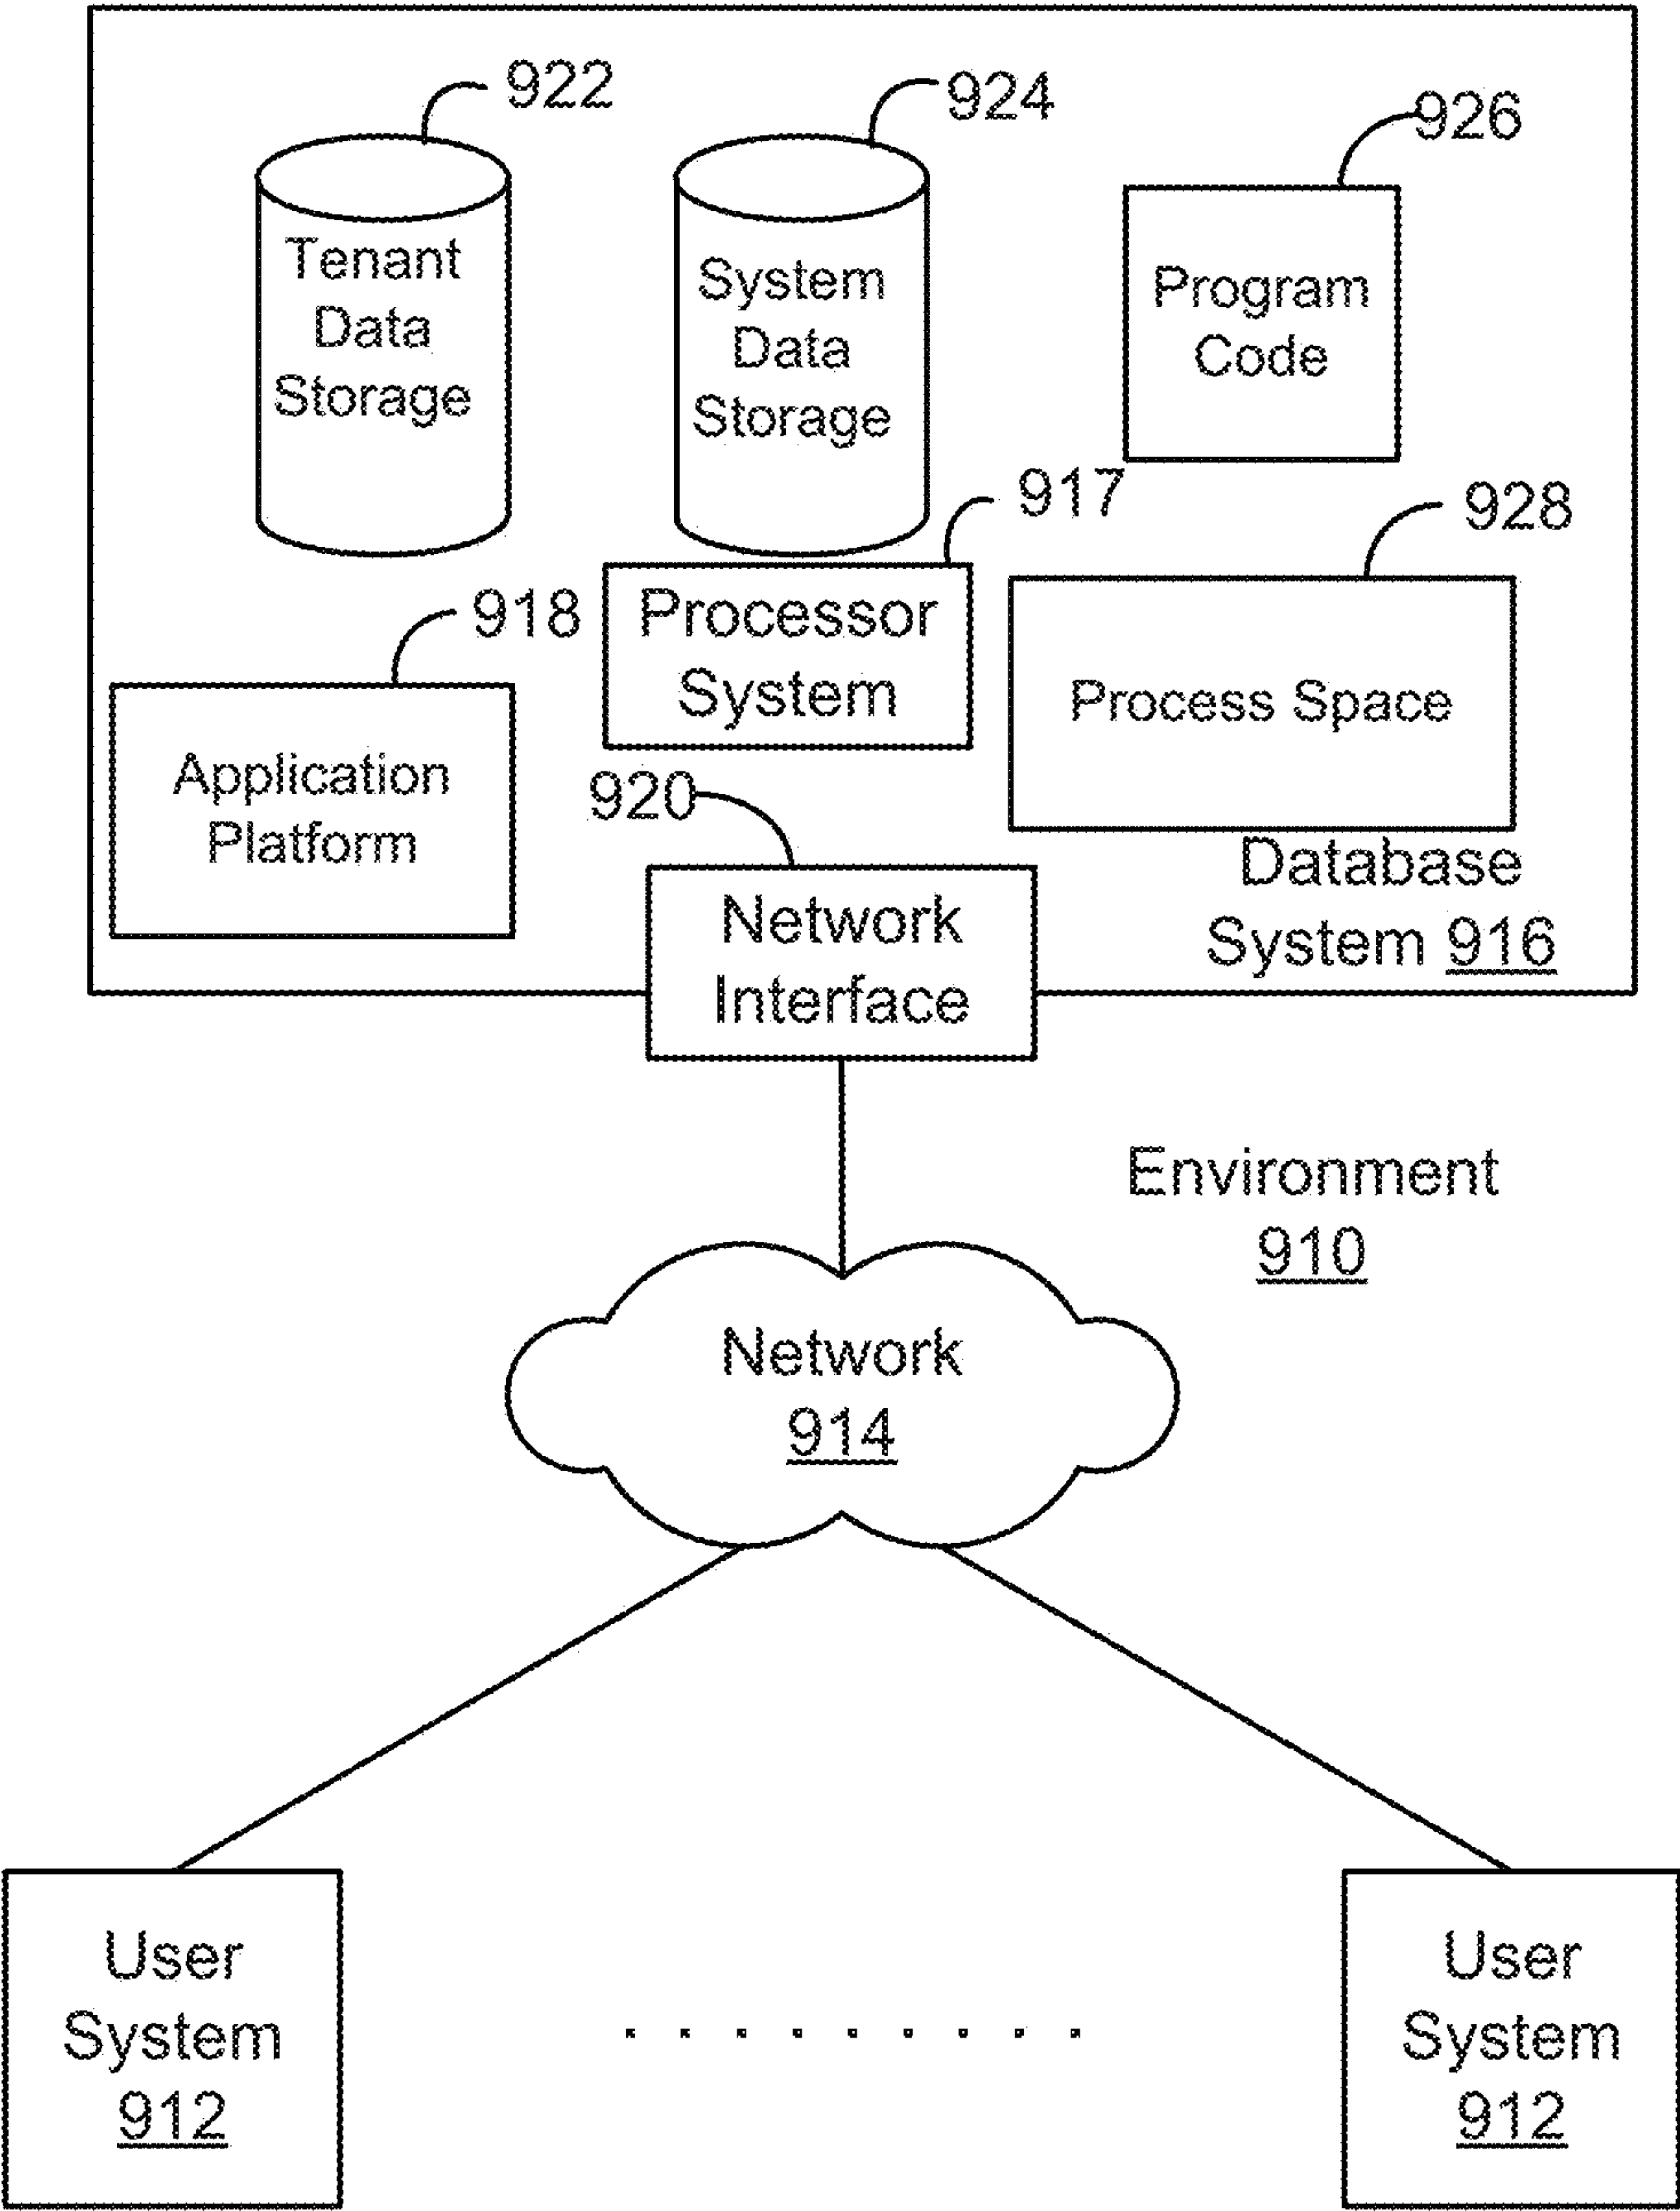 922
924
926
Tenant
Data
Storage
System
Data
Storage
Program
Code
917
928
918
Processor
System
Process Space
Application
Platform
920
Database
System 916
Network
Interface
Environment
910
Network
914
User
System
912
User
System
912